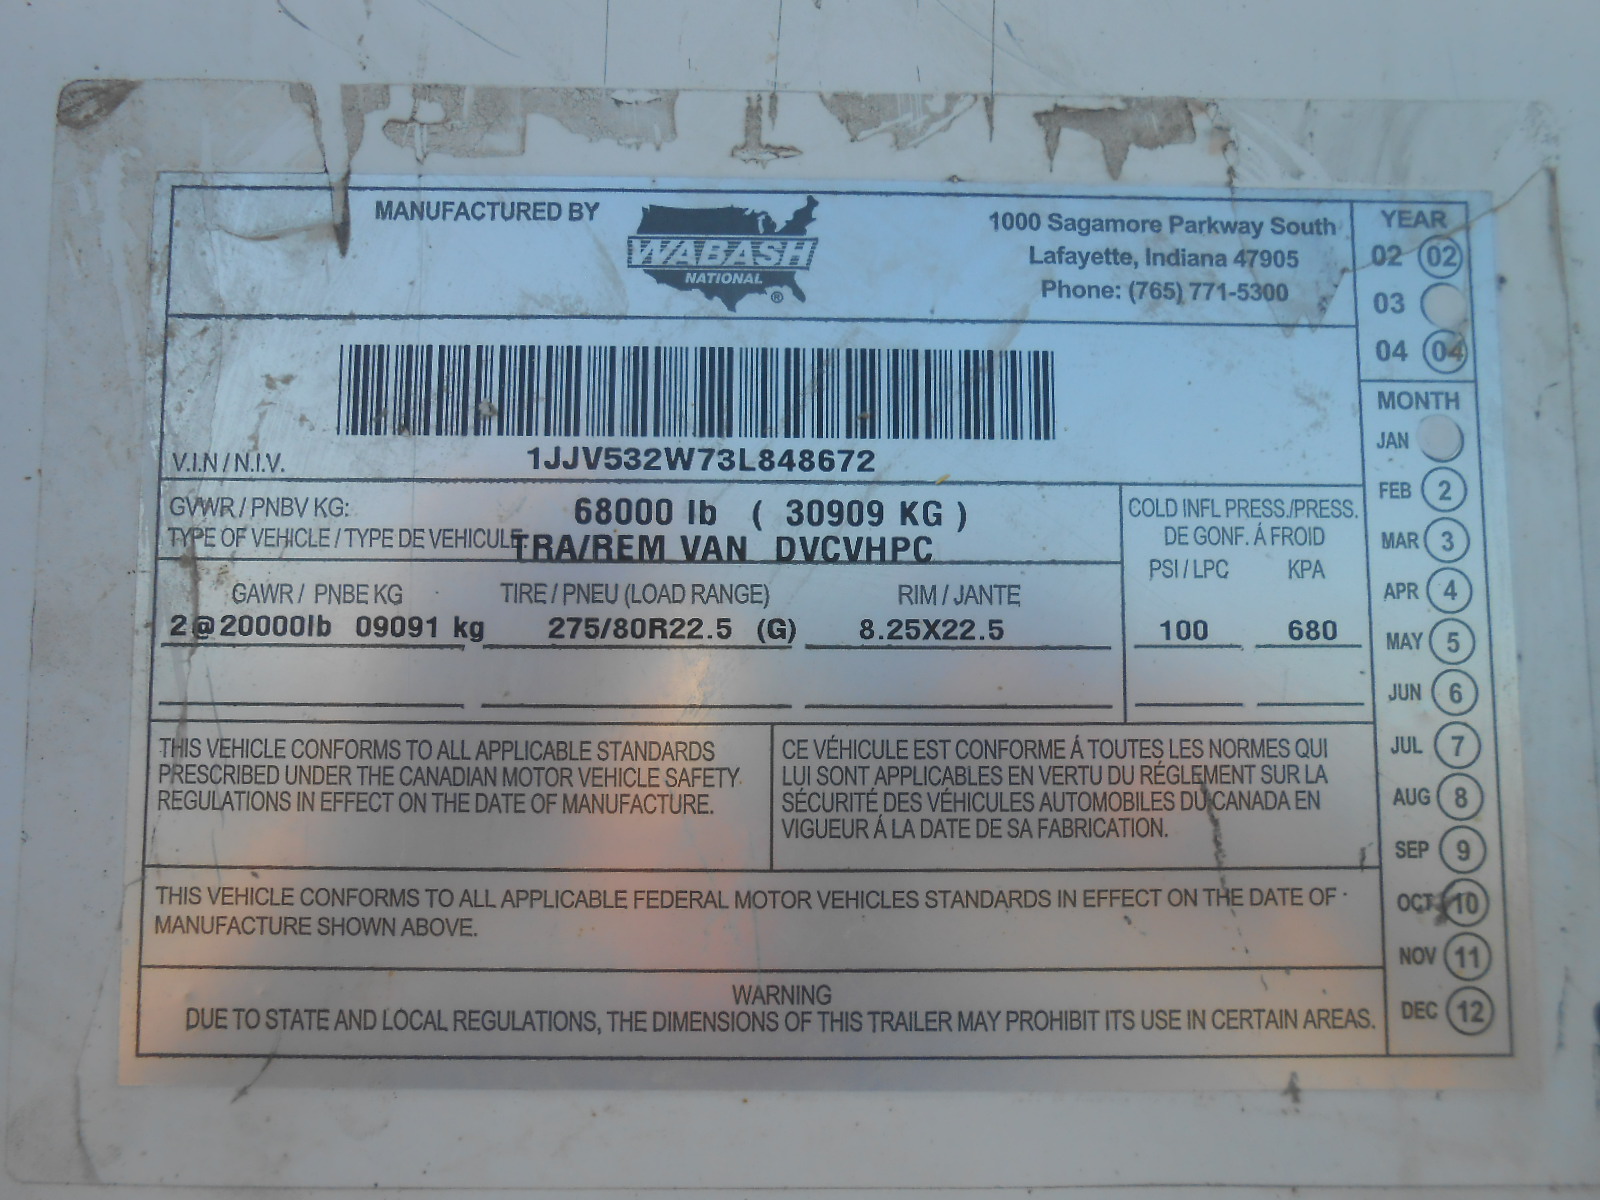 MANUFACTURED BY
WABASH
NATIONAL
®
1000 Sagamore Parkway South
Lafayette, Indiana 47905
Phone: (765) 771-5300
YEAR
02 02
03
04 04
MONTH
JAN
FEB 2
MAR 3
APR 4
MAY 5
JUN 6
JUL 7
AUG 8
SEP 9
OCT 10
NOV 11
DEC 12
V.I.N / N.I.V. 1JJV532W73L848672
GVWR / PNBV KG: 68000 lb ( 30909 KG )
TYPE OF VEHICLE / TYPE DE VEHICULE TRA/REM VAN DVCVHPC
COLD INFL PRESS./PRESS.
DE GONF. Á FROID
PSI / LPC KPA
GAWR / PNBE KG TIRE / PNEU (LOAD RANGE) RIM / JANTE
2@20000lb 09091 kg 275/80R22.5 (G) 8.25X22.5 100 680
THIS VEHICLE CONFORMS TO ALL APPLICABLE STANDARDS
PRESCRIBED UNDER THE CANADIAN MOTOR VEHICLE SAFETY
REGULATIONS IN EFFECT ON THE DATE OF MANUFACTURE.
CE VÉHICULE EST CONFORME Á TOUTES LES NORMES QUI
LUI SONT APPLICABLES EN VERTU DU RÉGLEMENT SUR LA
SÉCURITÉ DES VÉHICULES AUTOMOBILES DU CANADA EN
VIGUEUR Á LA DATE DE SA FABRICATION.
THIS VEHICLE CONFORMS TO ALL APPLICABLE FEDERAL MOTOR VEHICLES STANDARDS IN EFFECT ON THE DATE OF
MANUFACTURE SHOWN ABOVE.
WARNING
DUE TO STATE AND LOCAL REGULATIONS, THE DIMENSIONS OF THIS TRAILER MAY PROHIBIT ITS USE IN CERTAIN AREAS.